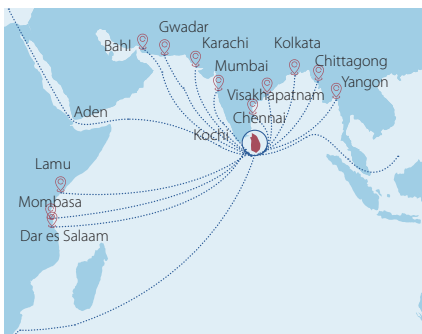 Gwadar
Bahl
Karachi
Kolkata
Mumbai
Chittagong
Visakhapatnam
Yangon
Aden
Chennai
Kochi
Lamu
Mombasa
Dar es Salaam